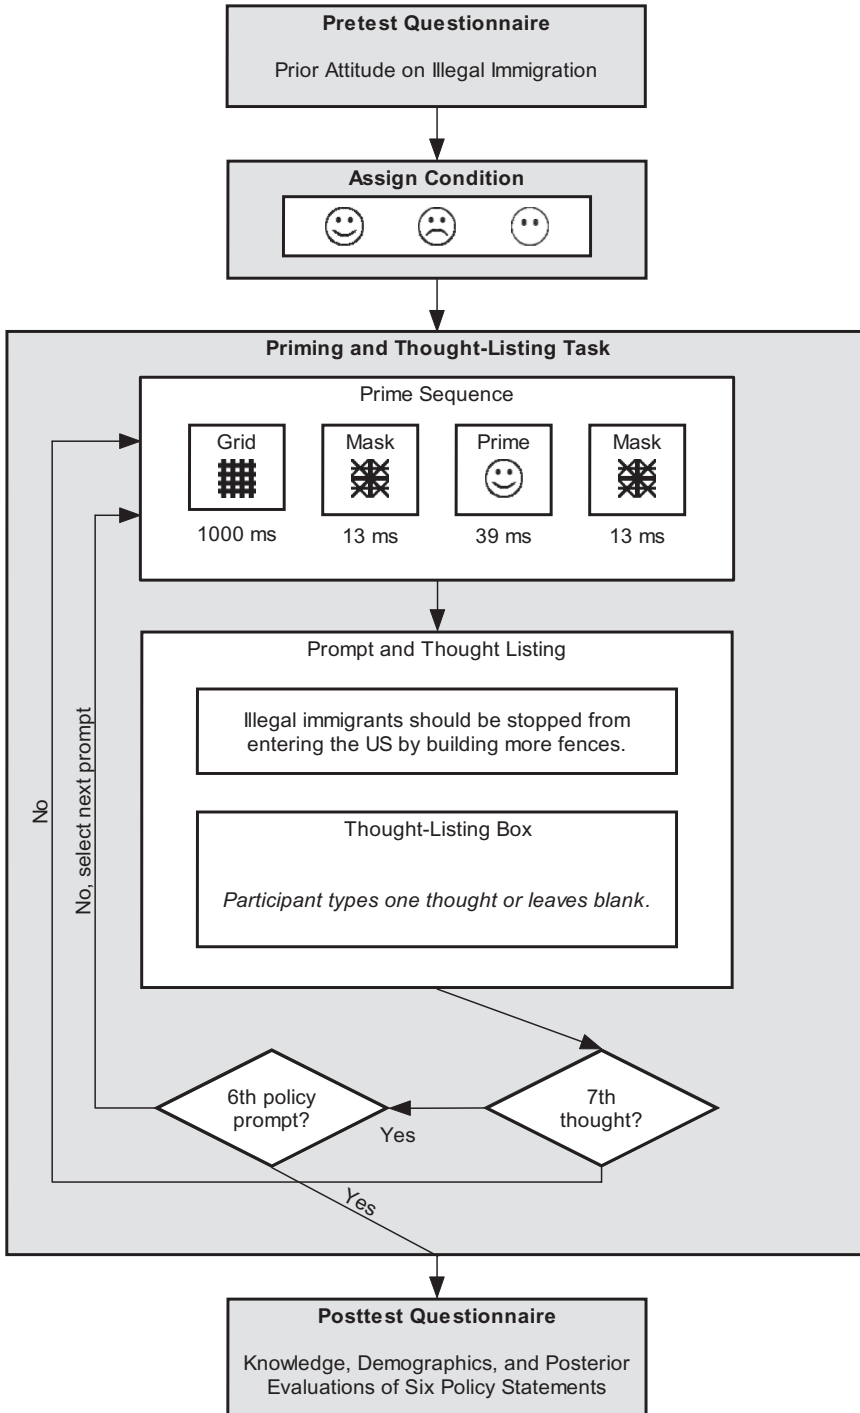 Pretest Questionnaire
Prior Attitude on Illegal Immigration
Assign Condition
Priming and Thought-Listing Task
Prime Sequence
Grid
Mask
Prime
Mask
1000 ms
13 ms
39 ms
13 ms
Prompt and Thought Listing
Illegal immigrants should be stopped from
entering the US by building more fences.
Thought-Listing Box
Participant types one thought or leaves blank.
No
No, select next prompt
6th policy
prompt?
Yes
7th
thought?
Yes
Posttest Questionnaire
Knowledge, Demographics, and Posterior
Evaluations of Six Policy Statements